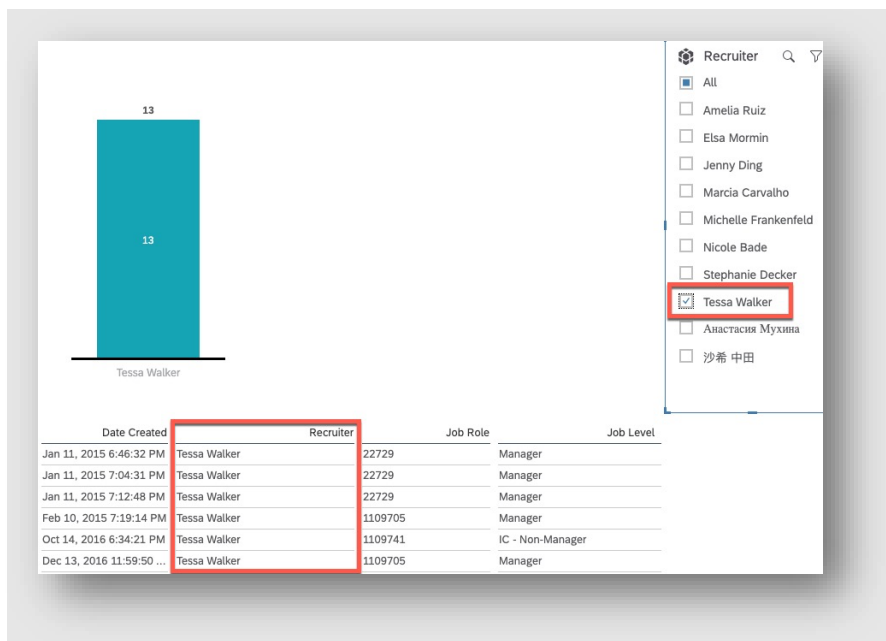 Recruiter
All
Amelia Ruiz
Elsa Mormin
Jenny Ding
Marcia Carvalho
Michelle Frankenfeld
Nicole Bade
Stephanie Decker
Tessa Walker
Анастасия Мухина
沙希 中田
13
13
Tessa Walker
Date Created Recruiter Job Role Job Level
Jan 11, 2015 6:46:32 PM Tessa Walker 22729 Manager
Jan 11, 2015 7:04:31 PM Tessa Walker 22729 Manager
Jan 11, 2015 7:12:48 PM Tessa Walker 22729 Manager
Feb 10, 2015 7:19:14 PM Tessa Walker 1109705 Manager
Oct 14, 2016 6:34:21 PM Tessa Walker 1109741 IC - Non-Manager
Dec 13, 2016 11:59:50 ... Tessa Walker 1109705 Manager